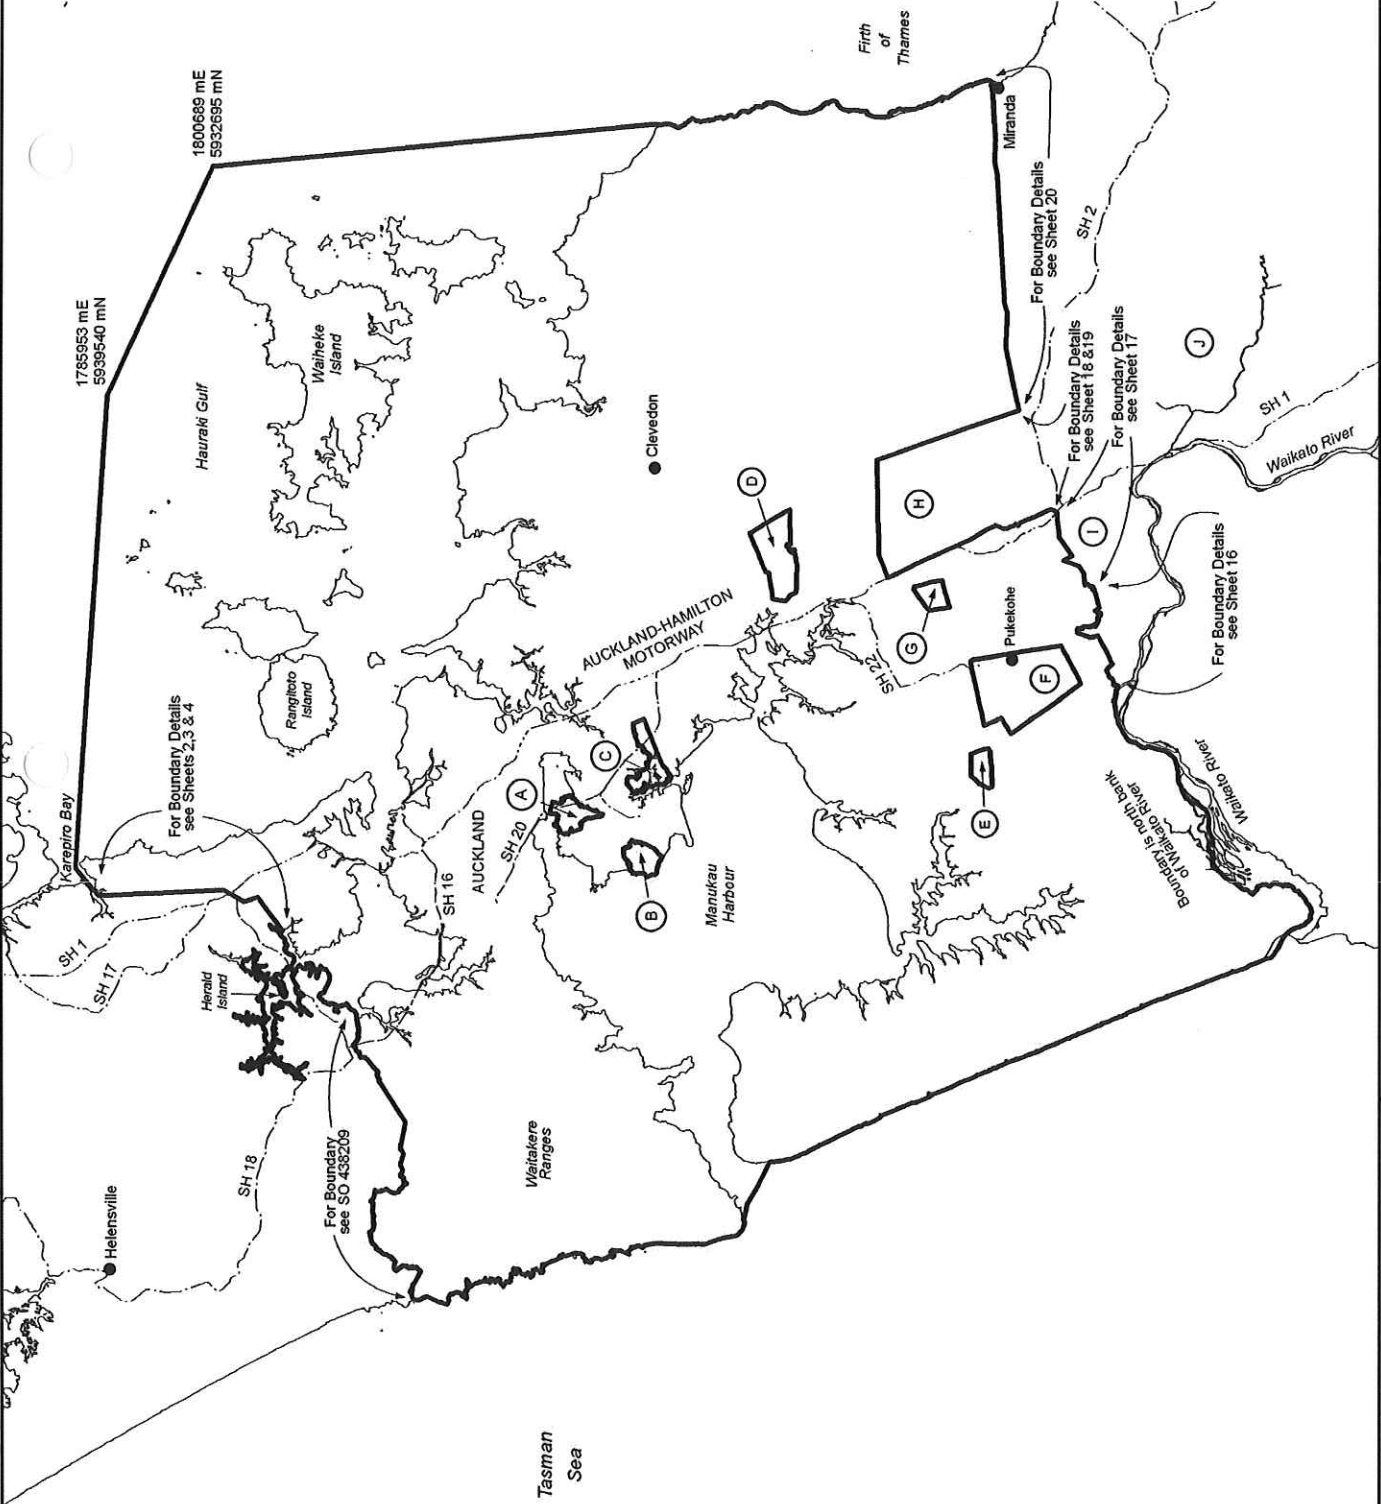 1800689 mE
5932695 mN
1785953 mE
5939540 mN
Firth
of
Thames
Hauraki Gulf
Waiheke
Island
Miranda
For Boundary Details
see Sheet 20
SH 2
Clevedon
For Boundary Details
see Sheet 18 &19
For Boundary Details
see Sheet 17
J
SH 1
Waikato River
D
H
I
For Boundary Details
see Sheet 16
Rangitoto
Island
AUCKLAND-HAMILTON
MOTORWAY
SH 22
G
Pukekohe
F
Karepiro Bay
For Boundary Details
see Sheets 2,3 & 4
A
C
E
B
AUCKLAND
SH 20
SH 16
Manukau
Harbour
Boundary is north bank
of Waikato River
Waikato River
SH 1
SH 17
Herald
Island
For Boundary
see SO 438209
SH 18
Waitakere
Ranges
Helensville
Tasman
Sea